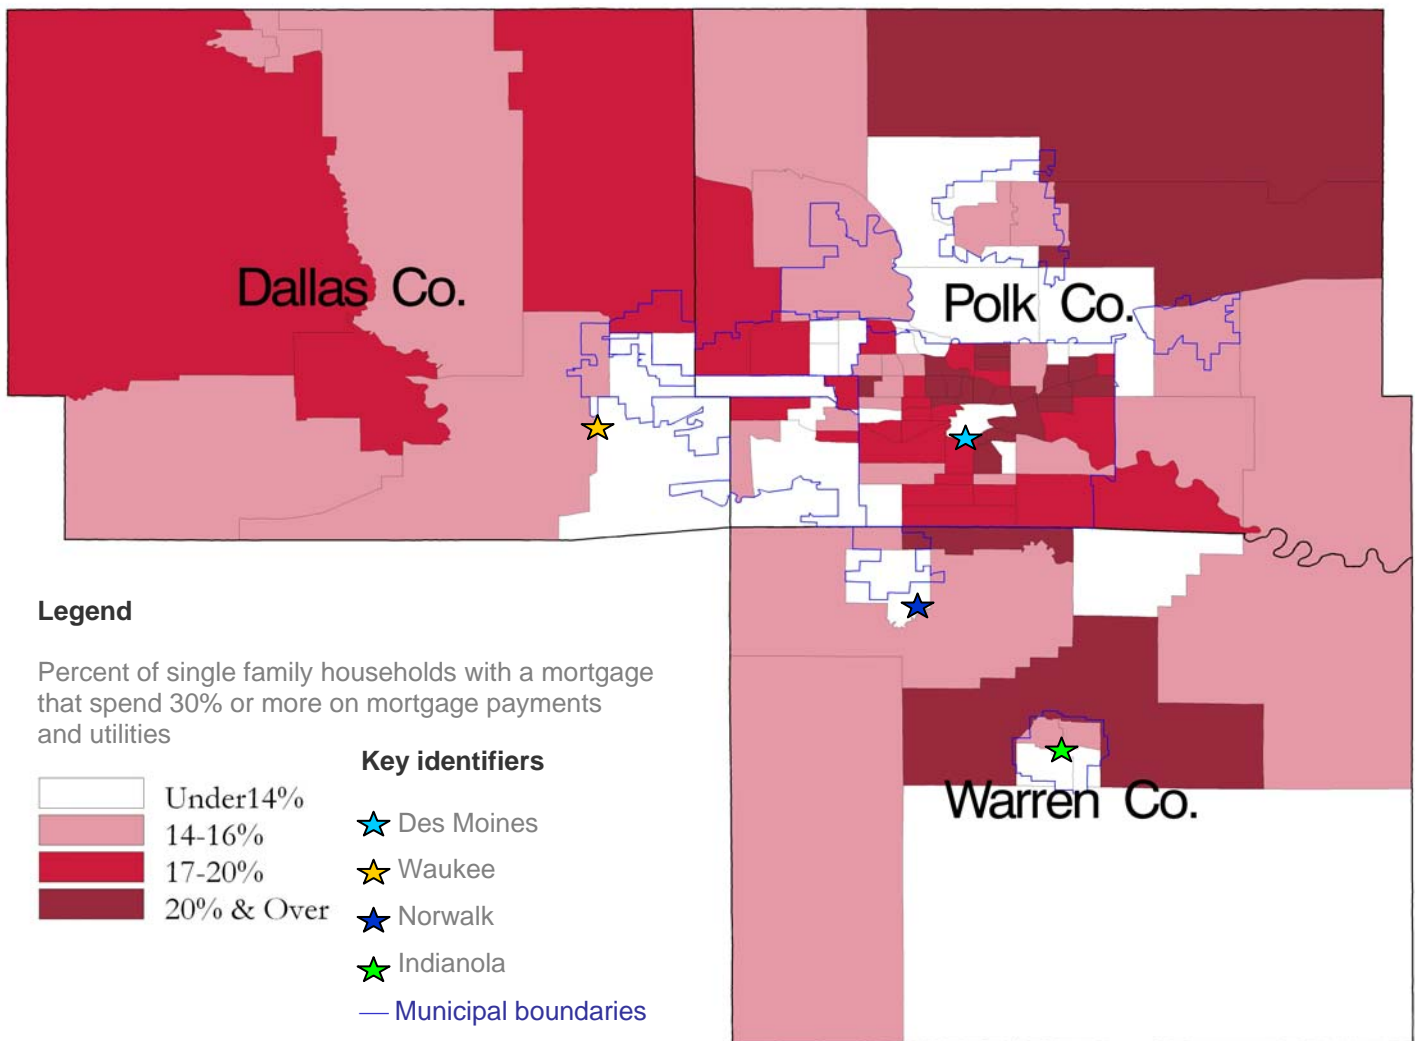 Dallas Co.
Polk Co.
Legend
Percent of single family households with a mortgage
that spend 30% or more on mortgage payments
and utilities
Under14%
14-16%
17-20%
20% & Over
Key identifiers
Des Moines
Waukee
Norwalk
Indianola
Municipal boundaries
Warren Co.